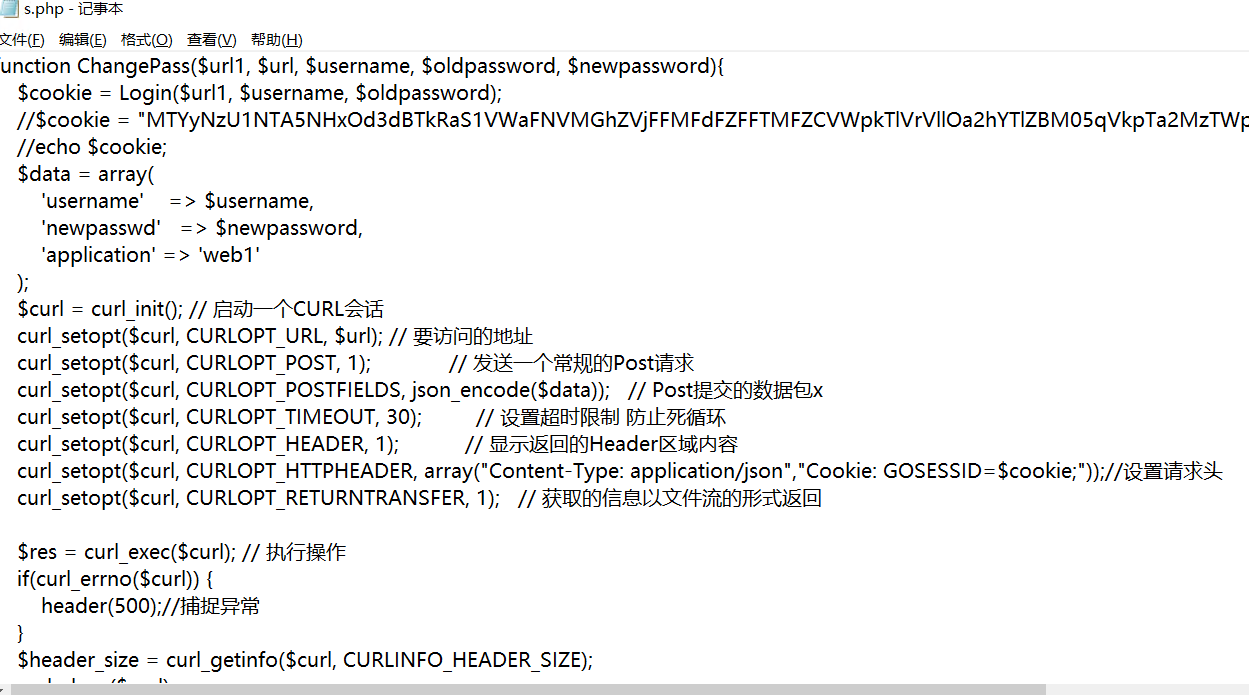 s.php - 记事本
文件(F) 编辑(E) 格式(O) 查看(V) 帮助(H)
unction ChangePass($url1, $url, $username, $oldpassword, $newpassword){
$cookie = Login($url1, $username, $oldpassword);
//$cookie = "MTYyNzU1NTA5NHxOd3dBTkRaS1VWaFNVMGhZVjFFMFdFZFFTMFZCVWpkTlVrVllOa2hYTlZBM05qVkpTa2MzTWp
//echo $cookie;
$data = array(
'username' => $username,
'newpasswd' => $newpassword,
'application' => 'web1'
);
$curl = curl_init(); // 启动一个CURL会话
curl_setopt($curl, CURLOPT_URL, $url); // 要访问的地址
curl_setopt($curl, CURLOPT_POST, 1); // 发送一个常规的Post请求
curl_setopt($curl, CURLOPT_POSTFIELDS, json_encode($data)); // Post提交的数据包x
curl_setopt($curl, CURLOPT_TIMEOUT, 30); // 设置超时限制 防止死循环
curl_setopt($curl, CURLOPT_HEADER, 1); // 显示返回的Header区域内容
curl_setopt($curl, CURLOPT_HTTPHEADER, array("Content-Type: application/json","Cookie: GOSESSID=$cookie;"));//设置请求头
curl_setopt($curl, CURLOPT_RETURNTRANSFER, 1); // 获取的信息以文件流的形式返回
$res = curl_exec($curl); // 执行操作
if(curl_errno($curl)) {
header(500);//捕捉异常
}
$header_size = curl_getinfo($curl, CURLINFO_HEADER_SIZE);